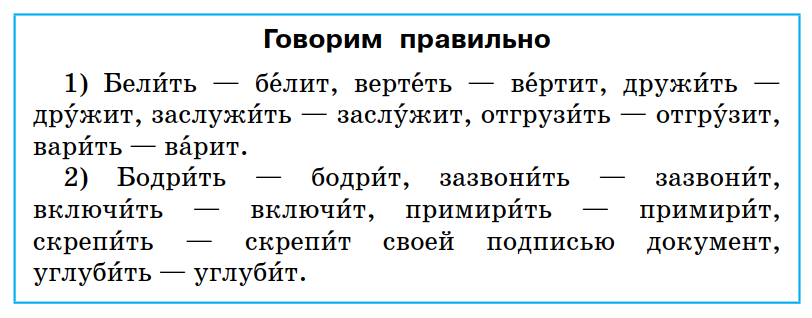 Говорим правильно
1) Бели́ть — бе́лит, верте́ть — ве́ртит, дружи́ть —
дру́жит, заслужи́ть — заслу́жит, отгрузи́ть — отгру́зит,
вари́ть — ва́рит.
2) Бодри́ть — бодри́т, зазвони́ть — зазвони́т,
включи́ть — включи́т, примири́ть — примири́т,
скрепи́ть — скрепи́т своей подписью документ,
углуби́ть — углуби́т.